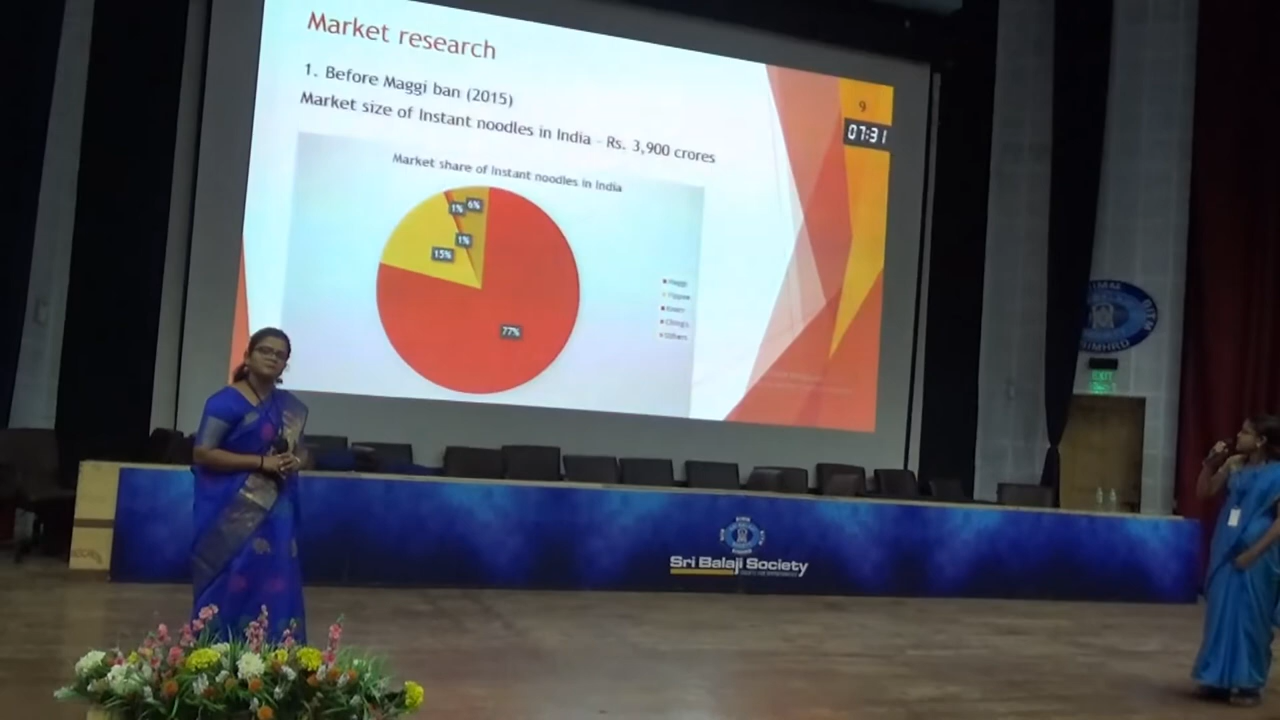 Market research
1. Before Maggi ban (2015)
Market size of Instant noodles in India - Rs. 3,900 crores
9
07:31
Market share of Instant noodles in India
1%
6%
1%
15%
77%
Maggi
Yippee
Ching's
Others
EXIT
BIMHRD
Sri Balaji Society